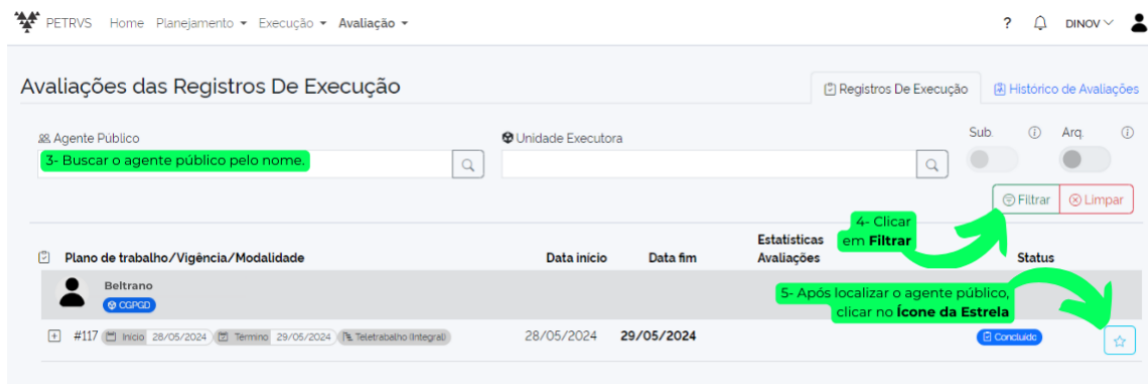 PETRVS Home Planejamento Execução Avaliação ? DINOV
Avaliações das Registros De Execução
Registros De Execução Histórico de Avaliações
Agente Público Unidade Executora Sub. Arq.
3- Buscar o agente público pelo nome.
Filtrar Limpar
4- Clicar
em Filtrar
Plano de trabalho/Vigência/Modalidade Data início Data fim Estatísticas
Avaliações Status
Beltrano
CGPGD
5- Após localizar o agente público,
clicar no Ícone da Estrela
#117 Início 28/05/2024 Término 29/05/2024 Teletrabalho (Integral) 28/05/2024 29/05/2024 Concluído